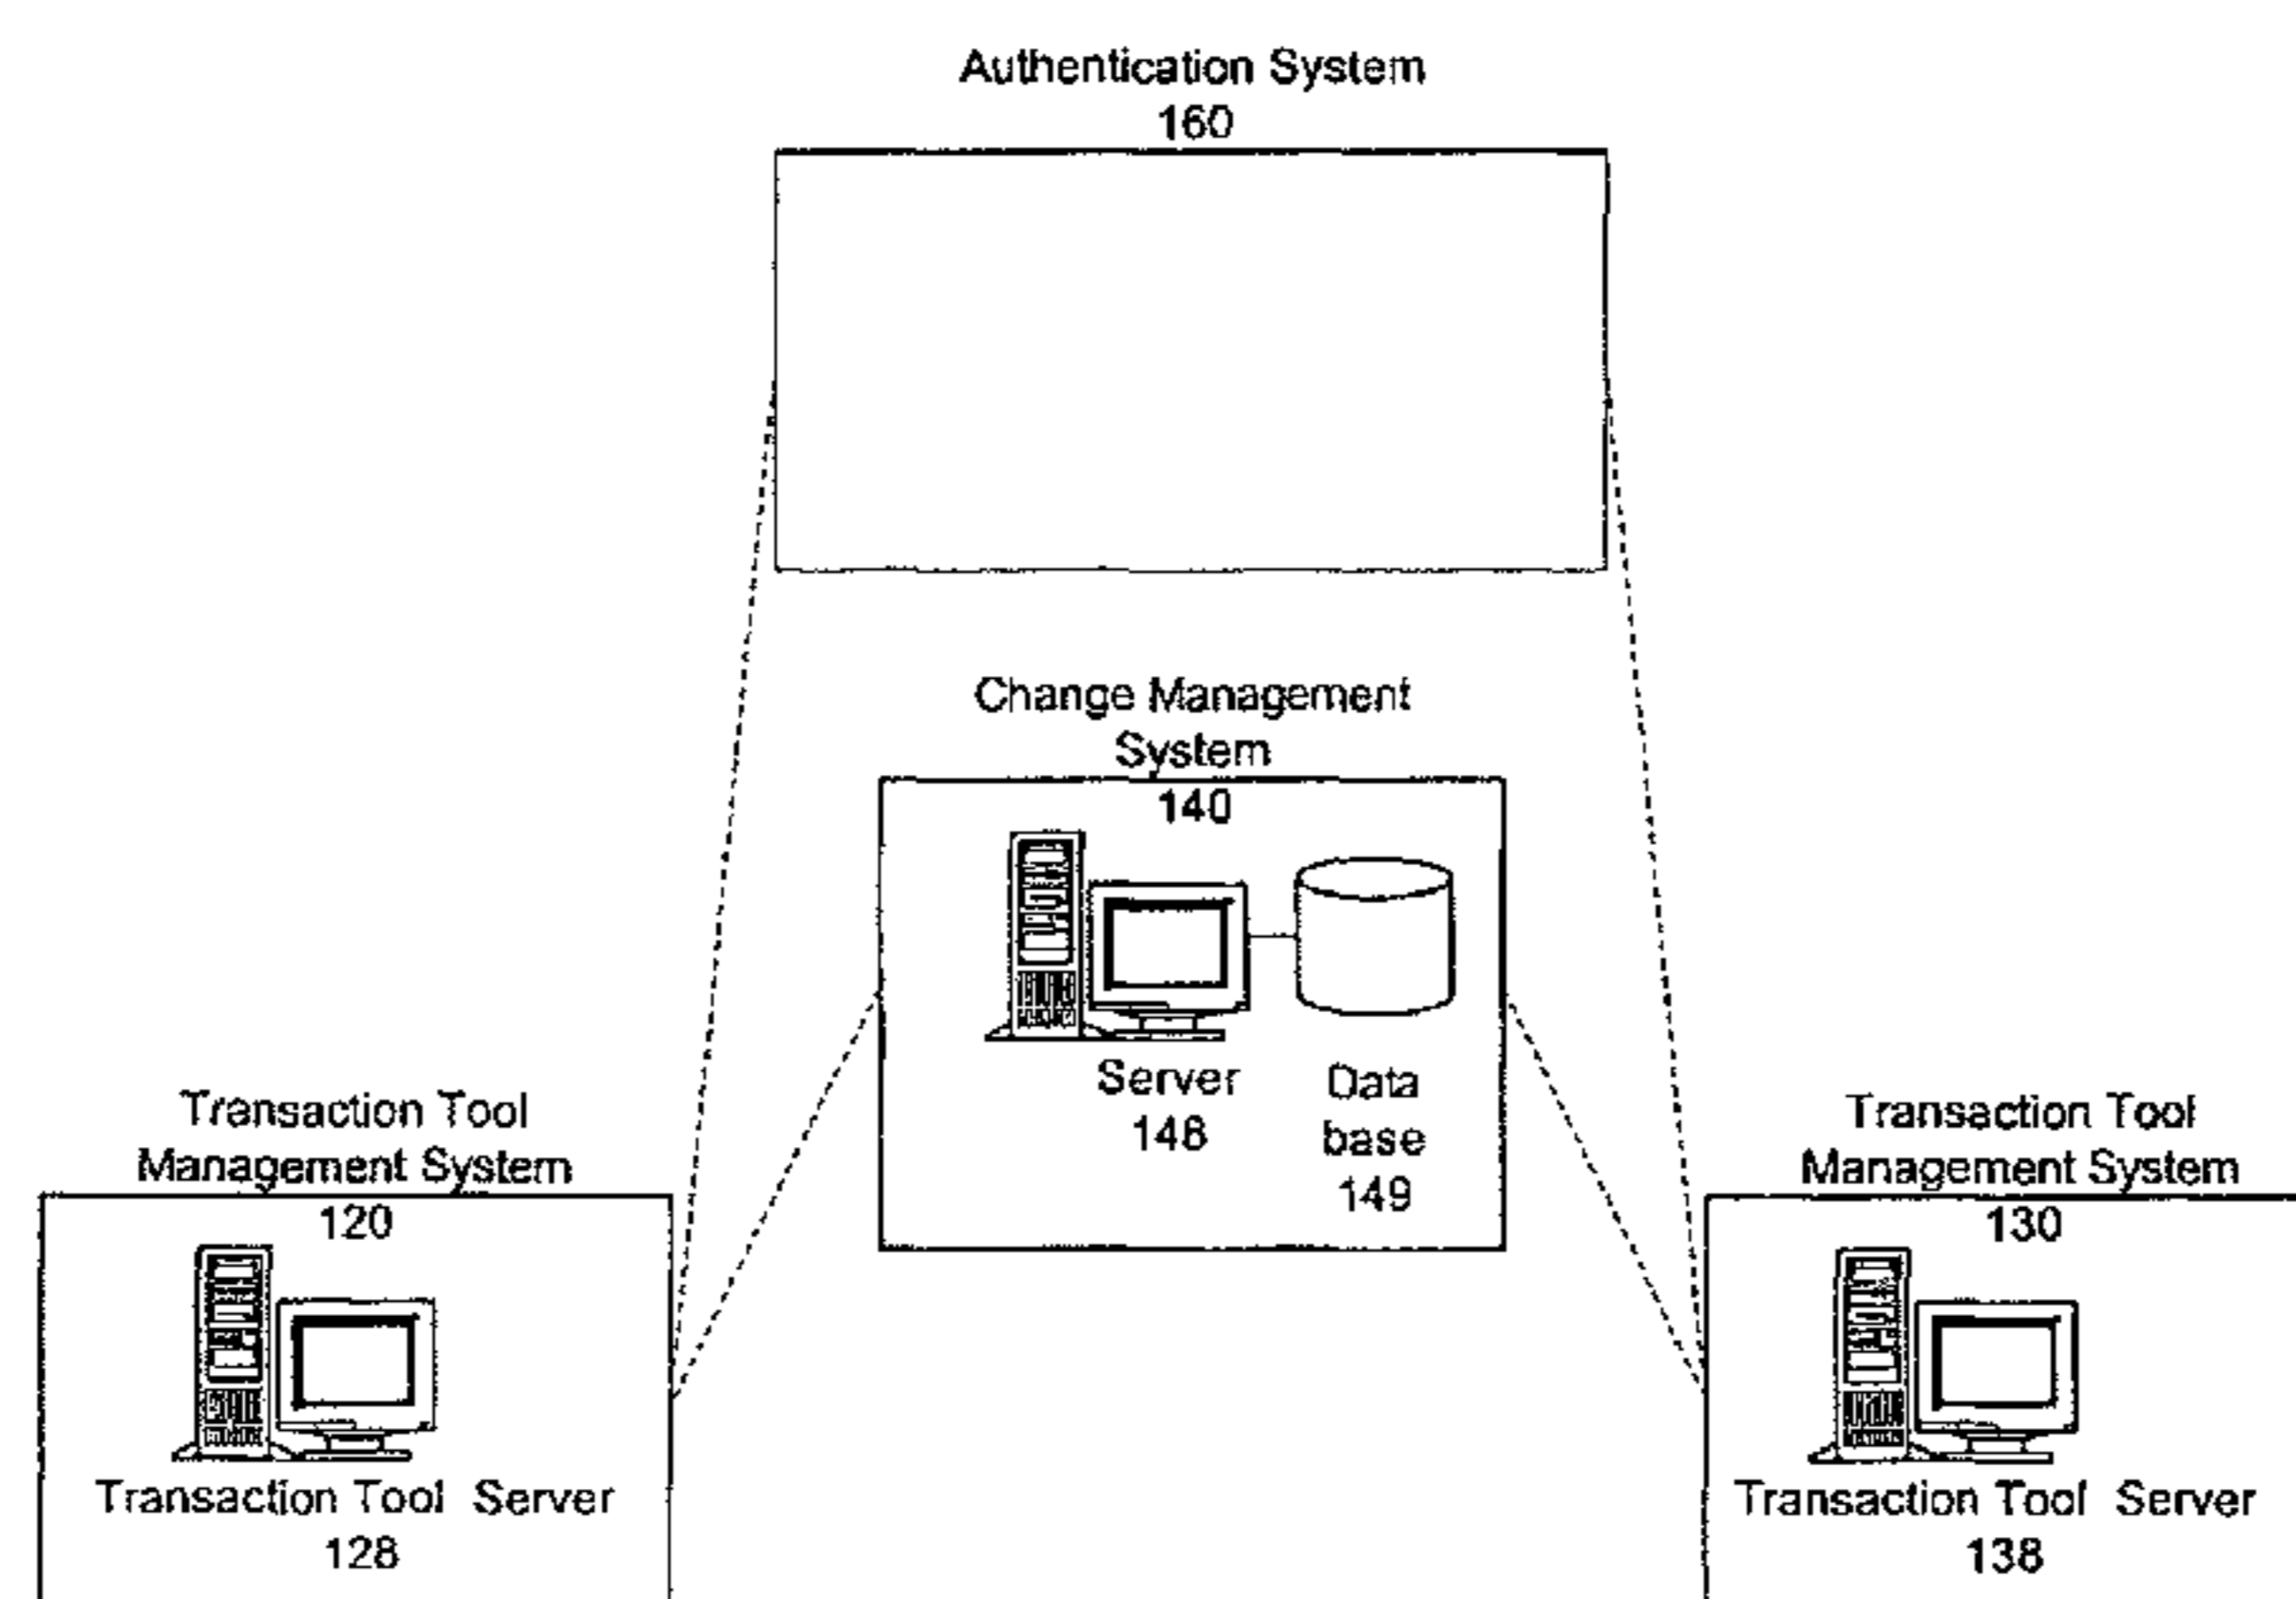 Authentication System
160
Change Management
System
140
Server
148
Data
base
149
Transaction Tool
Management System
120
Transaction Tool Server
128
Transaction Tool
Management System
130
Transaction Tool Server
138